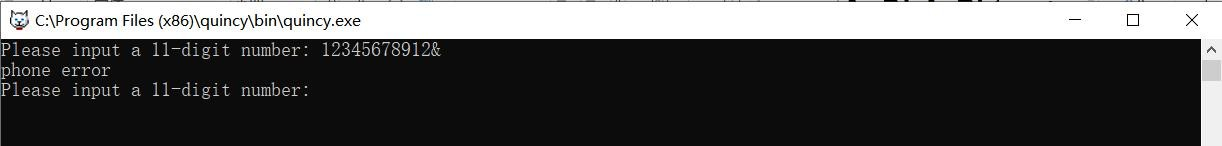 C:\Program Files (x86)\quincy\bin\quincy.exe
Please input a 11-digit number: 12345678912&
phone error
Please input a 11-digit number: